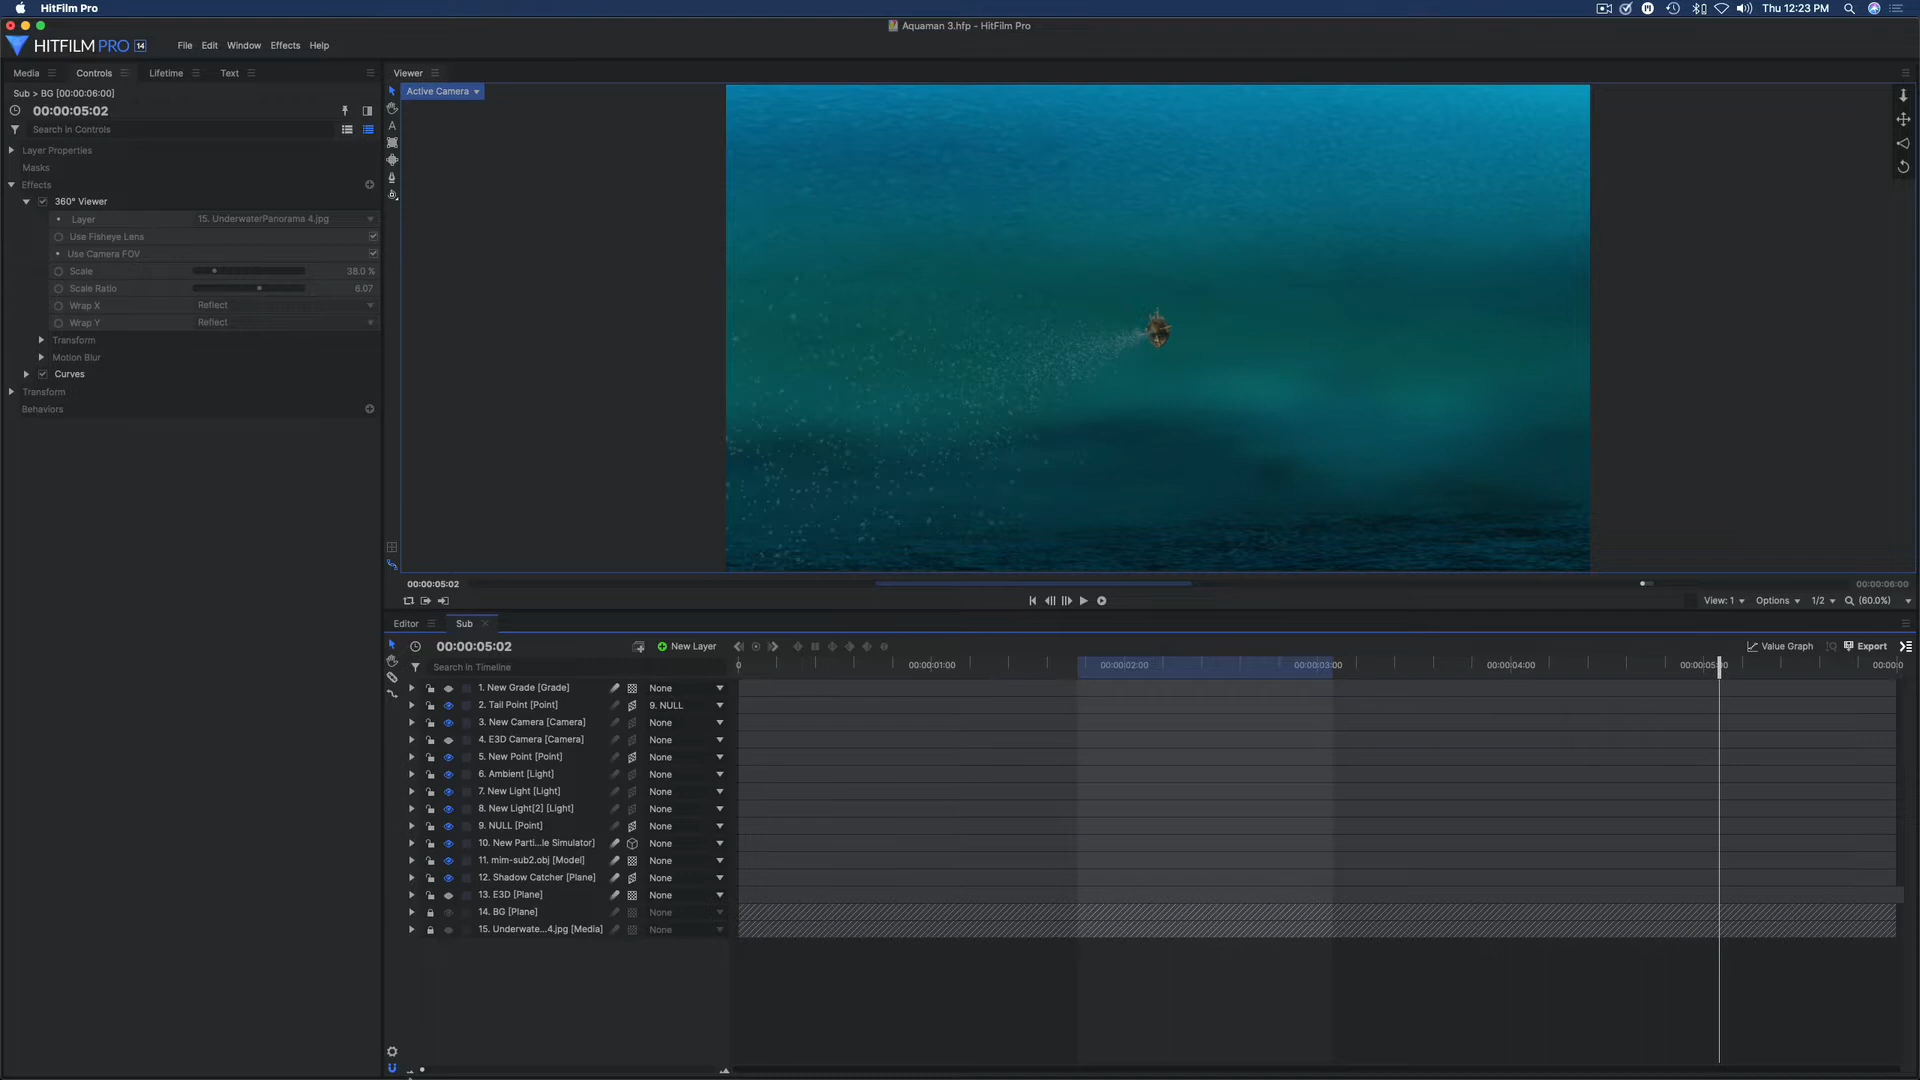 HitFilm Pro
Thu 12:23 PM
Aquaman 3.hfp - HitFilm Pro
HITFILM PRO 14
File Edit Window Effects Help
Media Controls Lifetime Text
Viewer
Sub > BG [00:00:06:00]
00:00:05:02
Search in Controls
Layer Properties
Masks
Effects
360° Viewer
Layer 15. UnderwaterPanorama 4.jpg
Use Fisheye Lens
Use Camera FOV
Scale 38.0 %
Scale Ratio 6.07
Wrap X Reflect
Wrap Y Reflect
Transform
Motion Blur
Curves
Transform
Behaviors
Active Camera
00:00:05:02
00:00:06:00
View: 1 Options 1/2 (60.0%)
Editor Sub
00:00:05:02
New Layer
Value Graph Export
Search in Timeline
0 00:00:01:00 00:00:02:00 00:00:03:00 00:00:04:00
1. New Grade [Grade] None
2. Tail Point [Point] 9. NULL
3. New Camera [Camera] None
4. E3D Camera [Camera] None
5. New Point [Point] None
6. Ambient [Light] None
7. New Light [Light] None
8. New Light[2] [Light] None
9. NULL [Point] None
10. New Parti...le Simulator] None
11. mim-sub2.obj [Model] None
12. Shadow Catcher [Plane] None
13. E3D [Plane] None
14. BG [Plane] None
15. Underwate...4.jpg [Media] None